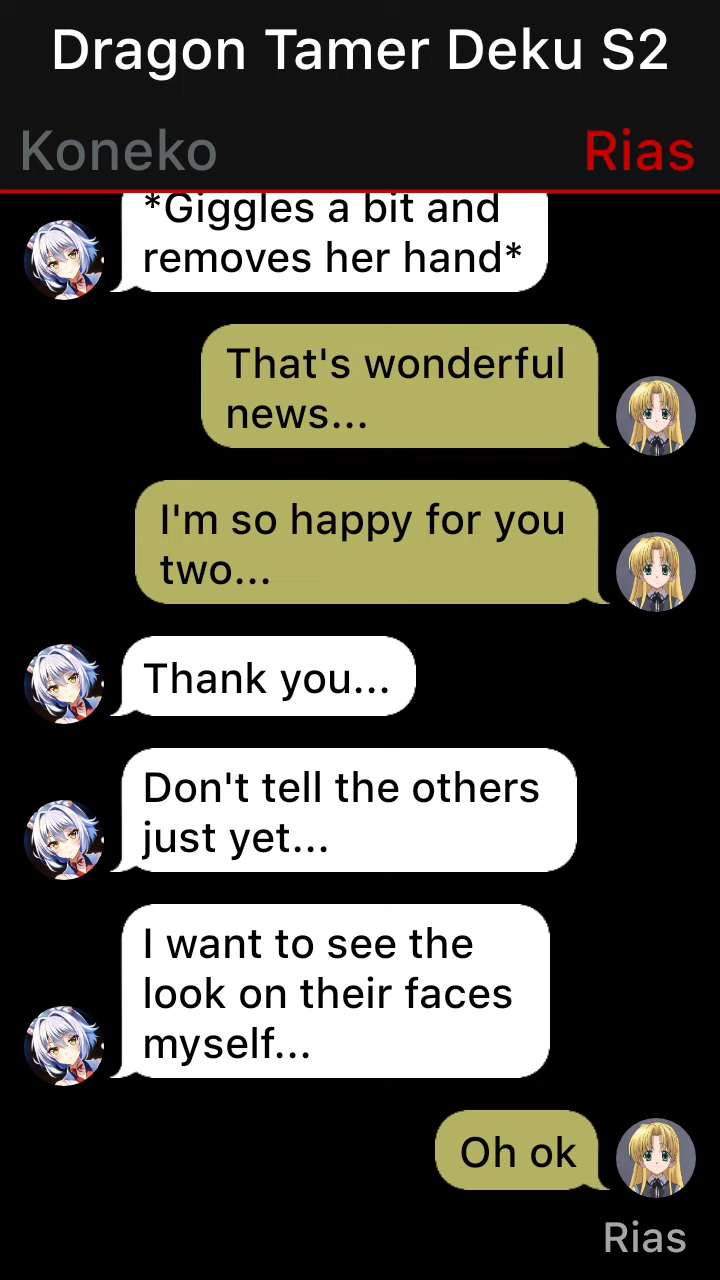 Dragon Tamer Deku S2
Koneko
Rias
*Giggles a bit and
removes her hand*
That's wonderful
news...
I'm so happy for you
two...
Thank you...
Don't tell the others
just yet...
I want to see the
look on their faces
myself...
Oh ok
Rias